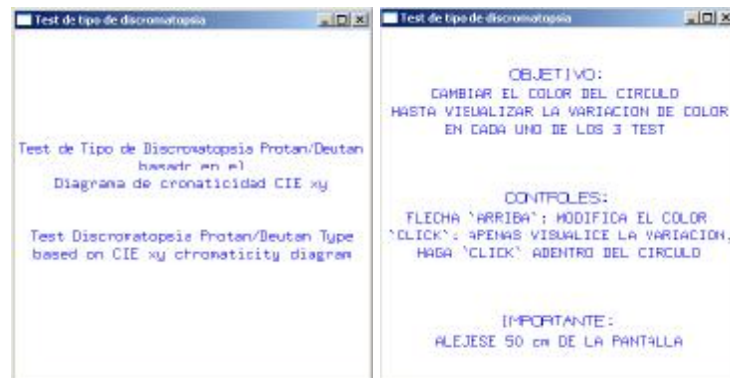 Test de tipo de discromatopsia
Test de Tipo de Discromatopsia Protan/Deutan
basado en el
Diagrama de cromaticidad CIE xy
Test Discromatopsia Protan/Deutan Type
based on CIE xy chromaticity diagram
Test de tipo de discromatopsia
OBJETIVO:
CAMBIAR EL COLOR DEL CIRCULO
HASTA VISUALIZAR LA VARIACION DE COLOR
EN CADA UNO DE LOS 3 TEST
CONTROLES:
FLECHA `ARRIBA`: MODIFICA EL COLOR
`CLICK`: APENAS VISUALICE LA VARIACION,
HAGA `CLICK` ADENTRO DEL CIRCULO
IMPORTANTE:
ALEJESE 50 cm DE LA PANTALLA